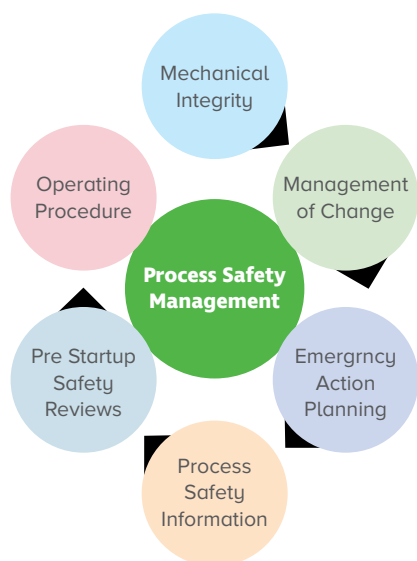 Mechanical
Integrity
Management
of Change
Emergrncy
Action
Planning
Process
Safety
Information
Pre Startup
Safety
Reviews
Operating
Procedure
Process Safety
Management